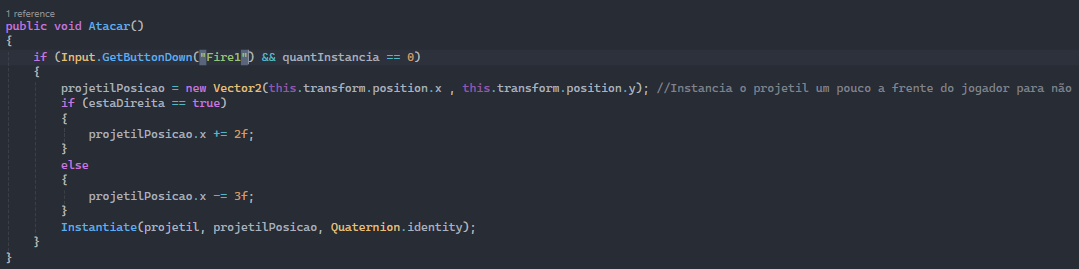 1 reference
public void Atacar()
{
if (Input.GetButtonDown("Fire1") && quantInstancia == 0)
{
projetilPosicao = new Vector2(this.transform.position.x , this.transform.position.y); //Instancia o projetil um pouco a frente do jogador para não
if (estaDireita == true)
{
projetilPosicao.x += 2f;
}
else
{
projetilPosicao.x -= 3f;
}
Instantiate(projetil, projetilPosicao, Quaternion.identity);
}
}